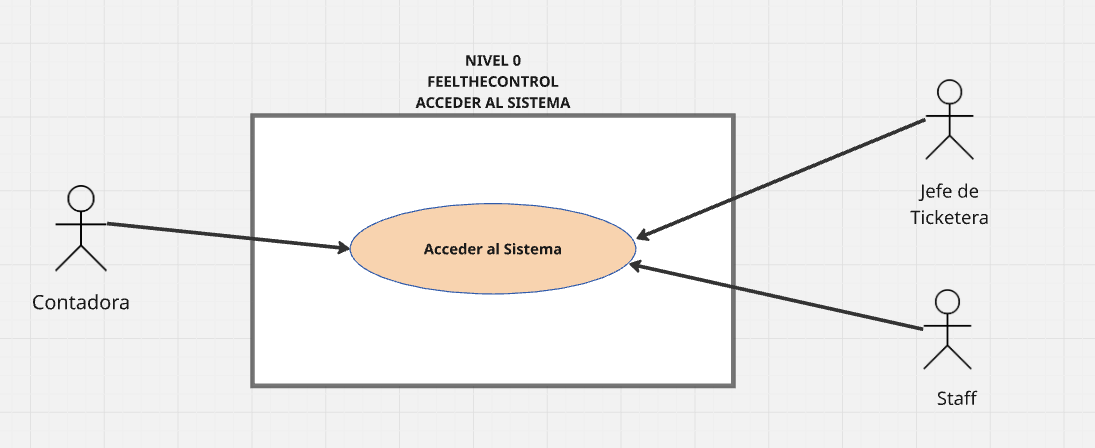 NIVEL 0
FEELTHECONTROL
ACCEDER AL SISTEMA
Jefe de
Ticketera
Acceder al Sistema
Contadora
Staff